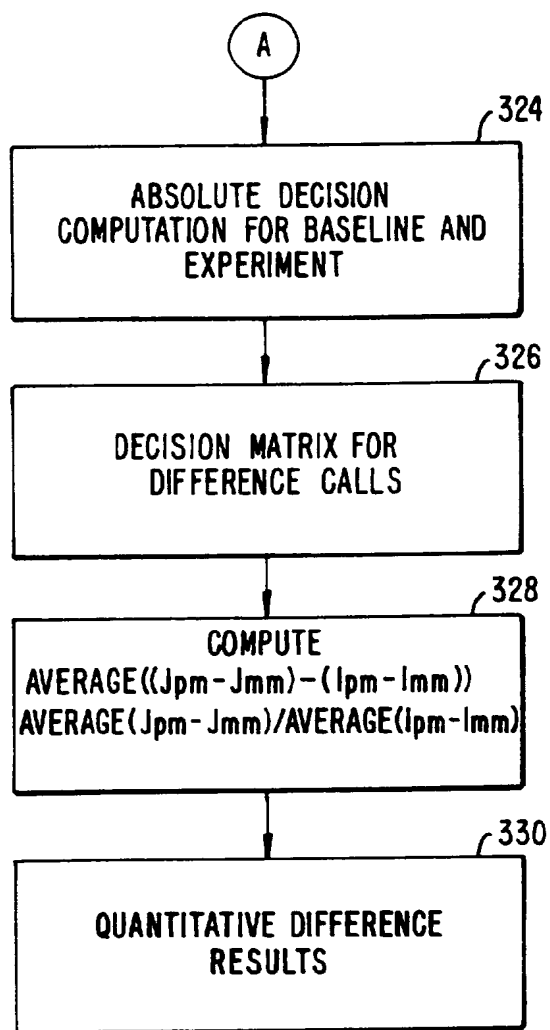 A
324
ABSOLUTE DECISION
COMPUTATION FOR BASELINE AND
EXPERIMENT
326
DECISION MATRIX FOR
DIFFERENCE CALLS
328
COMPUTE
AVERAGE((Jpm-Jmm)-(Ipm-Imm))
AVERAGE(Jpm-Jmm)/AVERAGE(Ipm-Imm)
330
QUANTITATIVE DIFFERENCE
RESULTS